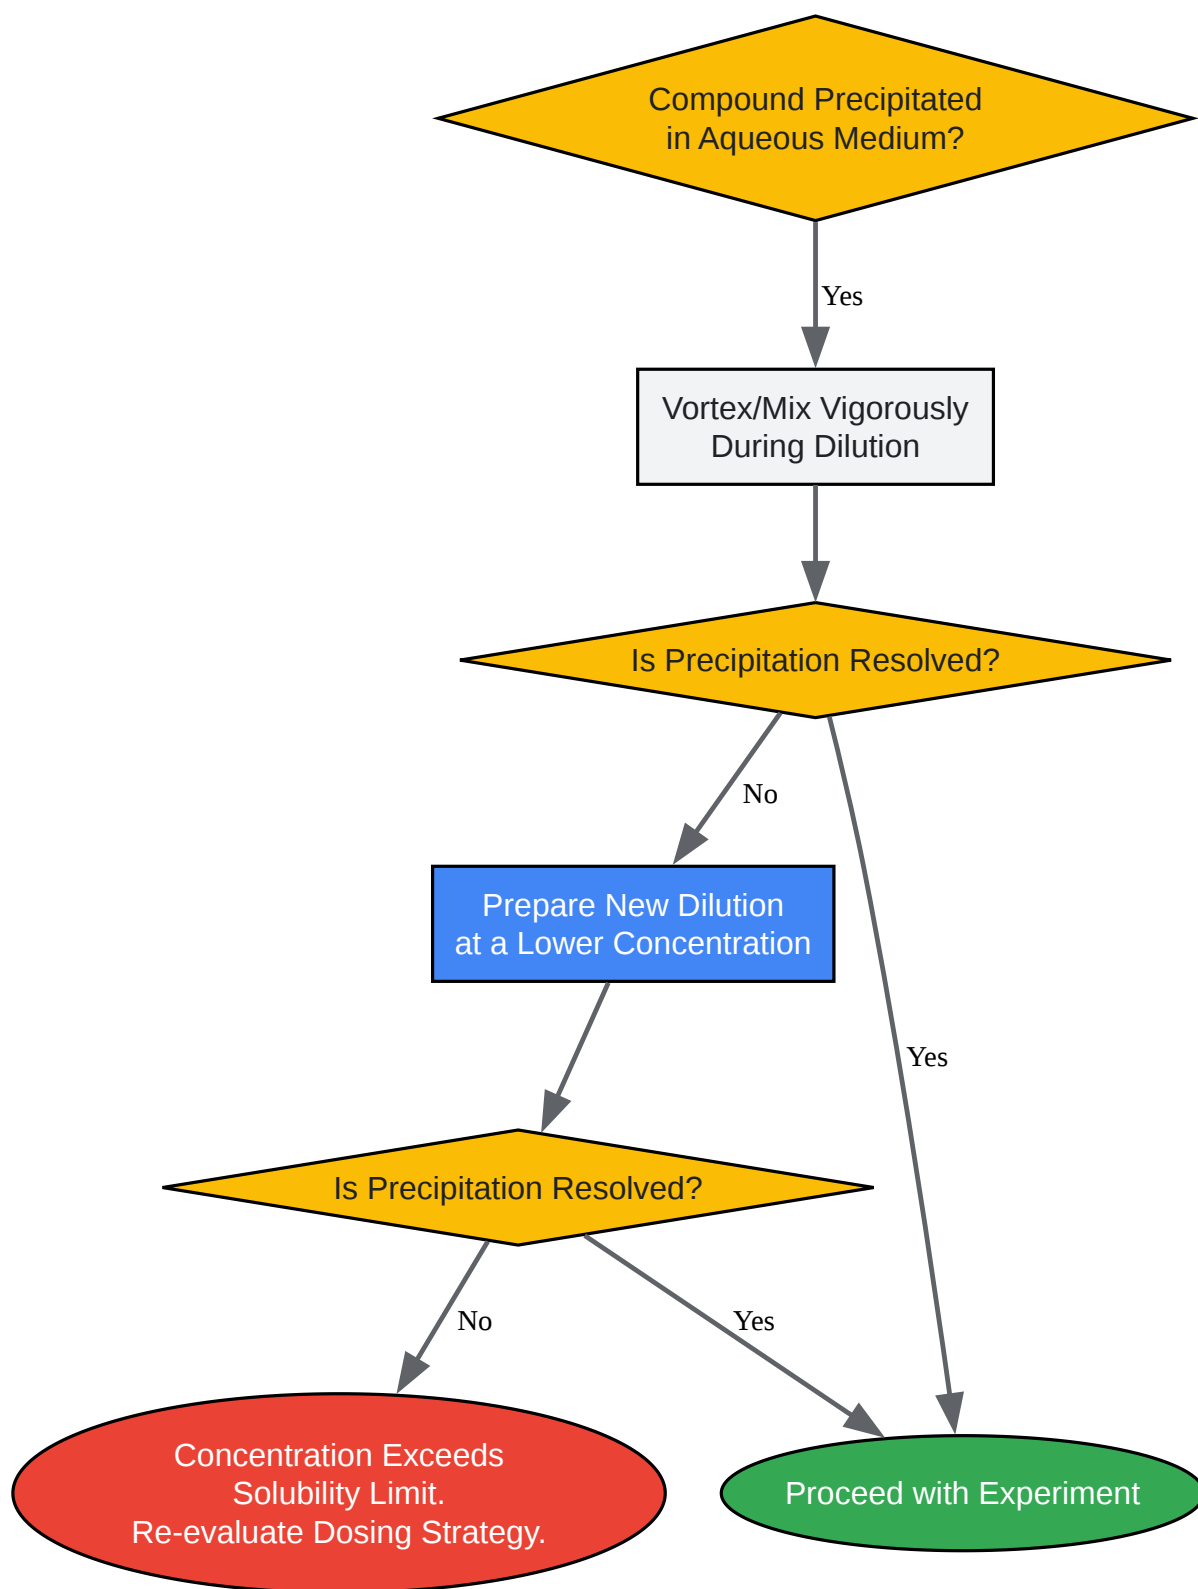 Compound Precipitated
in Aqueous Medium?
Yes
Vortex/Mix Vigorously
During Dilution
Is Precipitation Resolved?
No
Prepare New Dilution
at a Lower Concentration
Yes
Is Precipitation Resolved?
No
Yes
Concentration Exceeds
Solubility Limit.
Re-evaluate Dosing Strategy.
Proceed with Experiment